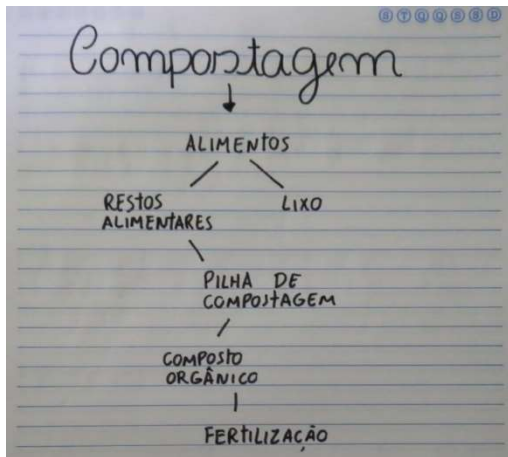 S T Q Q S S D
Compostagem
ALIMENTOS
RESTOS
ALIMENTARES
LIXO
PILHA DE
COMPOSTAGEM
COMPOSTO
ORGÂNICO
FERTILIZAÇÃO